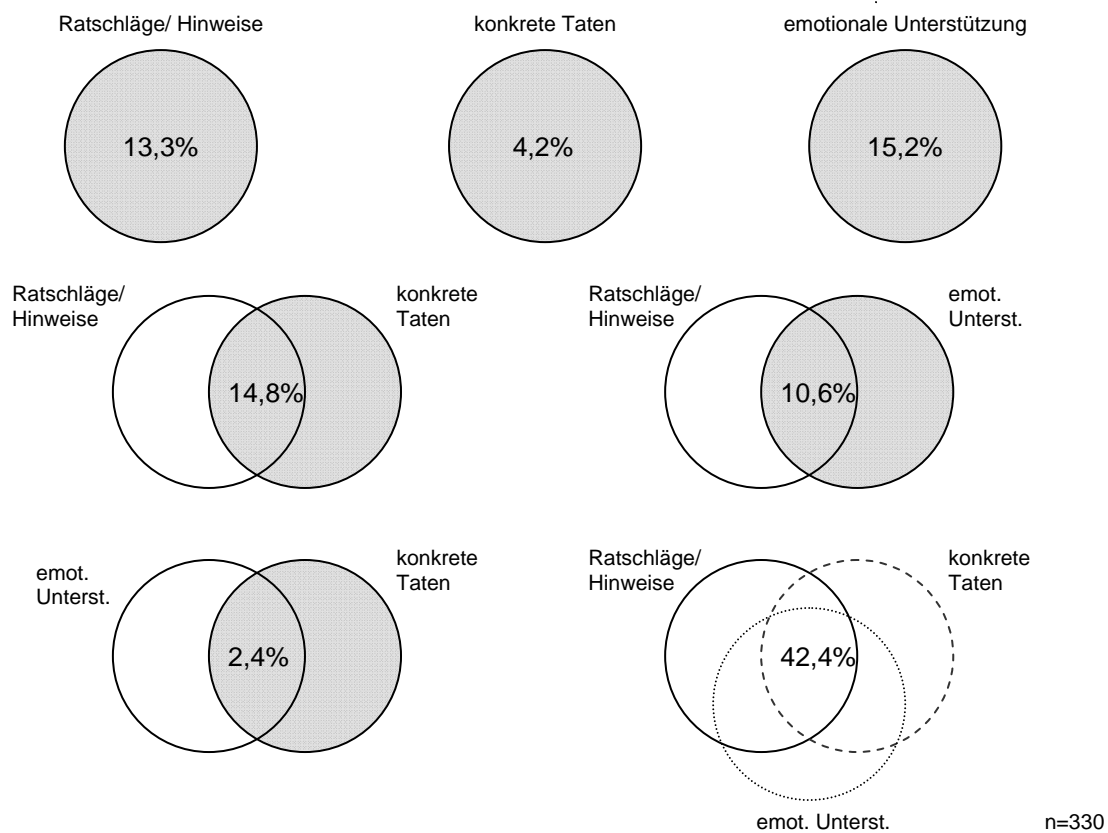 Ratschläge/ Hinweise
konkrete Taten
emotionale Unterstützung
13,3%
4,2%
15,2%
Ratschläge/
Hinweise
konkrete
Taten
14,8%
Ratschläge/
Hinweise
emot.
Unterst.
10,6%
emot.
Unterst.
konkrete
Taten
2,4%
Ratschläge/
Hinweise
konkrete
Taten
42,4%
emot. Unterst.
n=330